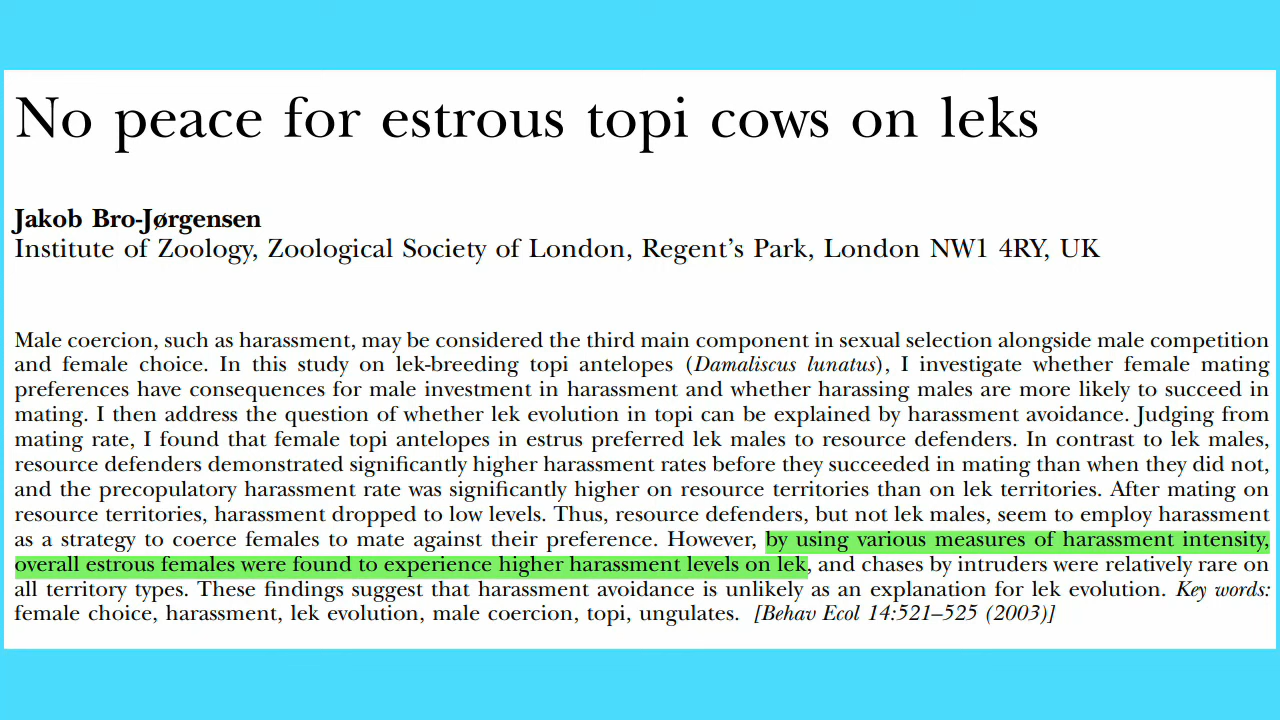 No peace for estrous topi cows on leks
Jakob Bro-Jørgensen
Institute of Zoology, Zoological Society of London, Regent's Park, London NW1 4RY, UK
Male coercion, such as harassment, may be considered the third main component in sexual selection alongside male competition
and female choice. In this study on lek-breeding topi antelopes (Damaliscus lunatus), I investigate whether female mating
preferences have consequences for male investment in harassment and whether harassing males are more likely to succeed in
mating. I then address the question of whether lek evolution in topi can be explained by harassment avoidance. Judging from
mating rate, I found that female topi antelopes in estrus preferred lek males to resource defenders. In contrast to lek males,
resource defenders demonstrated significantly higher harassment rates before they succeeded in mating than when they did not,
and the precopulatory harassment rate was significantly higher on resource territories than on lek territories. After mating on
resource territories, harassment dropped to low levels. Thus, resource defenders, but not lek males, seem to employ harassment
as a strategy to coerce females to mate against their preference. However, by using various measures of harassment intensity,
overall estrous females were found to experience higher harassment levels on lek, and chases by intruders were relatively rare on
all territory types. These findings suggest that harassment avoidance is unlikely as an explanation for lek evolution. Key words:
female choice, harassment, lek evolution, male coercion, topi, ungulates. [Behav Ecol 14:521–525 (2003)]